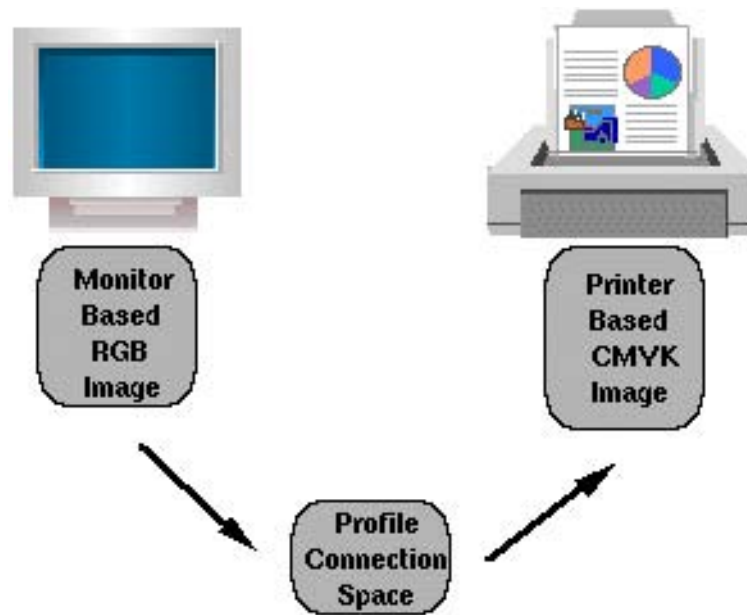 Monitor
Based
RGB
Image
Printer
Based
CMYK
Image
Profile
Connection
Space